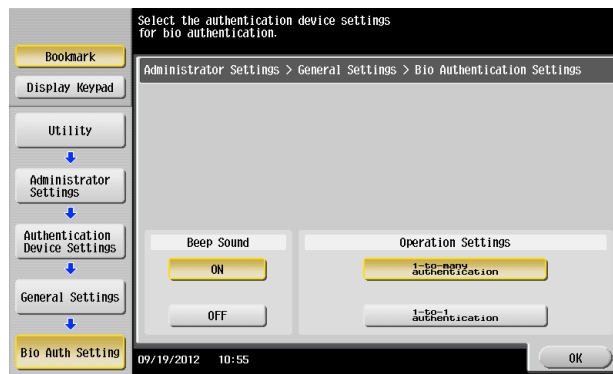 Select the authentication device settings
for bio authentication.
Bookmark
Display Keypad
Utility
Administrator
Settings
Authentication
Device Settings
General Settings
Bio Auth Setting
Administrator Settings > General Settings > Bio Authentication Settings
Beep Sound
ON
OFF
Operation Settings
1-to-many
authentication
1-to-1
authentication
09/19/2012 10:55
OK